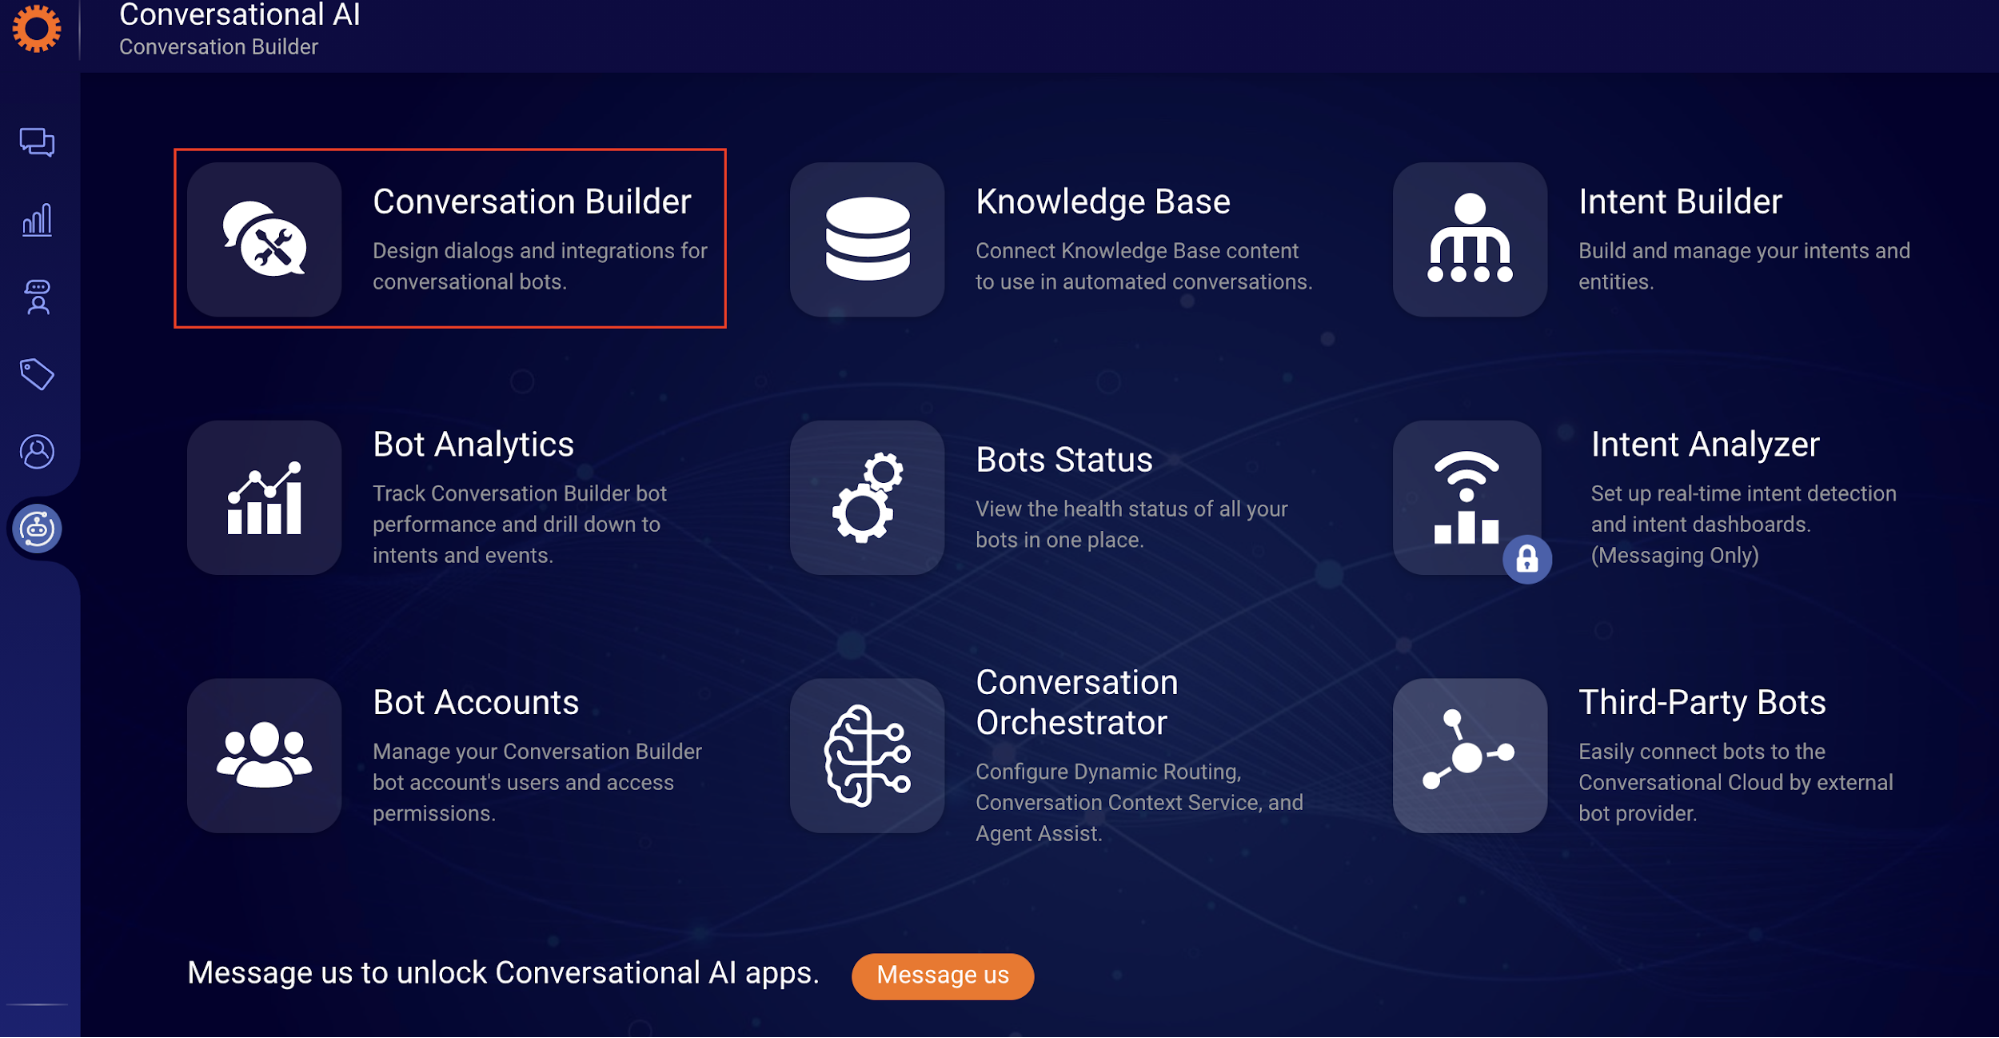 Conversational AI
Conversation Builder
Conversation Builder
Design dialogs and integrations for
conversational bots.
Knowledge Base
Connect Knowledge Base content
to use in automated conversations.
Intent Builder
Build and manage your intents and
entities.
Bot Analytics
Track Conversation Builder bot
performance and drill down to
intents and events.
Bots Status
View the health status of all your
bots in one place.
Intent Analyzer
Set up real-time intent detection
and intent dashboards.
(Messaging Only)
Bot Accounts
Manage your Conversation Builder
bot account's users and access
permissions.
Conversation
Orchestrator
Configure Dynamic Routing,
Conversation Context Service, and
Agent Assist.
Third-Party Bots
Easily connect bots to the
Conversational Cloud by external
bot provider.
Message us to unlock Conversational AI apps.
Message us